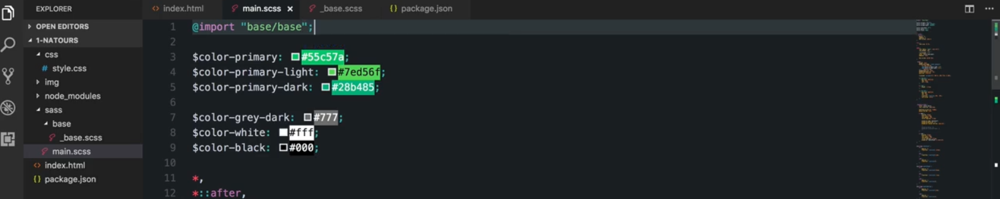 EXPLORER
OPEN EDITORS
1-NATOURS
css
# style.css
img
node_modules
sass
base
_base.scss
main.scss
<> index.html
{} package.json
<> index.html
main.scss ×
_base.scss
{} package.json
1 @import "base/base";
2
3 $color-primary: #55c57a;
4 $color-primary-light: #7ed56f;
5 $color-primary-dark: #28b485;
6
7 $color-grey-dark: #777;
8 $color-white: #fff;
9 $color-black: #000;
10
11 *,
12 *::after,